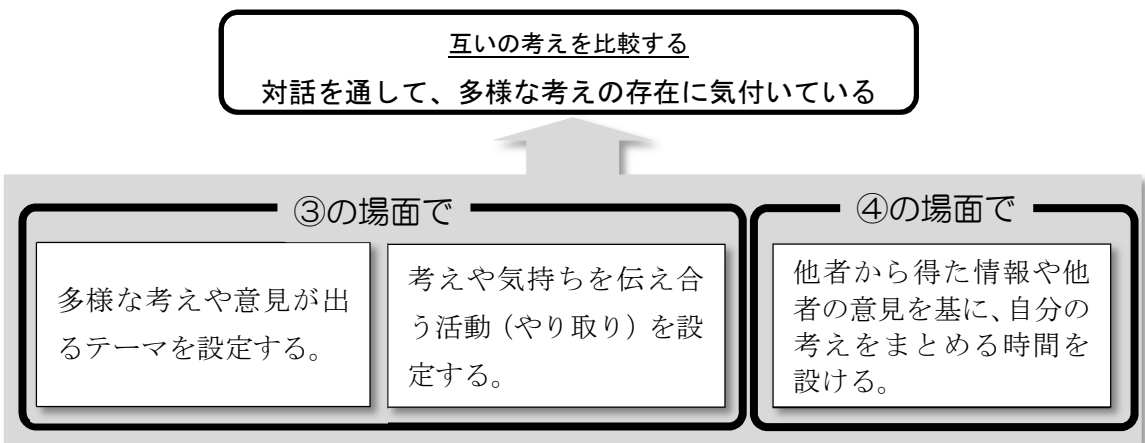 互いの考えを比較する
対話を通して、多様な考えの存在に気付いている
③の場面で
多様な考えや意見が出
るテーマを設定する。
考えや気持ちを伝え合
う活動（やり取り）を設
定する。
④の場面で
他者から得た情報や他
者の意見を基に、自分の
考えをまとめる時間を
設ける。